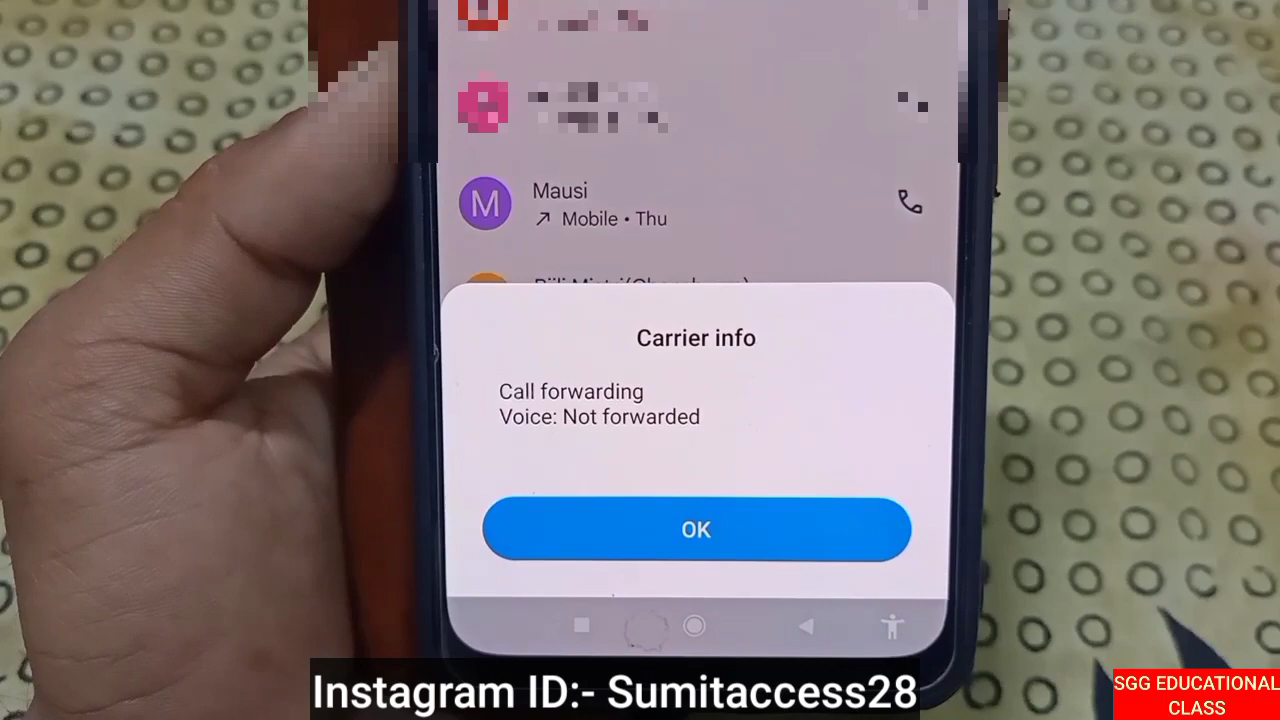 M
Mausi
Mobile • Thu
Carrier info
Call forwarding
Voice: Not forwarded
OK
Instagram ID:- Sumitaccess28
SGG EDUCATIONAL
CLASS